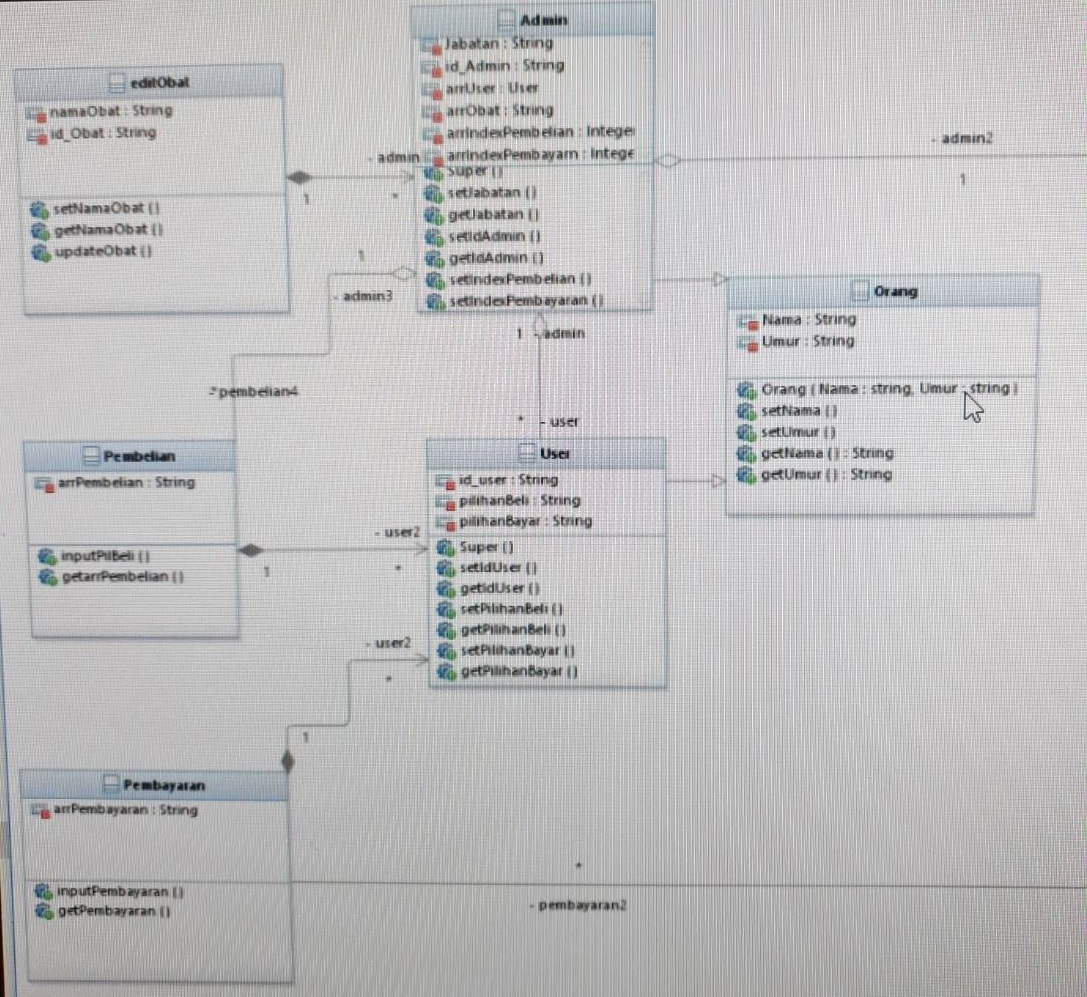 Admin
Jabatan : String
id_Admin : String
arrUser : User
arrObat : String
arrIndexPembelian : Integer
arrIndexPembayarn : Intege
Super ()
setJabatan ()
getJabatan ()
setIdAdmin ()
getIdAdmin ()
setIndexPembelian ()
setIndexPembayaran ()
editObat
namaObat : String
id_Obat : String
setNamaObat ()
getNamaObat ()
updateObat ()
- admin
1
*
- admin2
1
1
- admin3
1 - admin
* - user
Orang
Nama : String
Umur : String
Orang ( Nama : string, Umur : string )
setNama ()
setUmur ()
getNama () : String
getUmur () : String
-*pembelian4
Pembelian
arrPembelian : String
inputPilBeli ()
getarrPembelian ()
- user2
1
*
User
id_user : String
pilihanBeli : String
pilihanBayar : String
Super ()
setIdUser ()
getIdUser ()
setPilihanBeli ()
getPilihanBeli ()
setPilihanBayar ()
getPilihanBayar ()
- user2
*
1
Pembayaran
arrPembayaran : String
inputPembayaran ()
getPembayaran ()
*
- pembayaran2